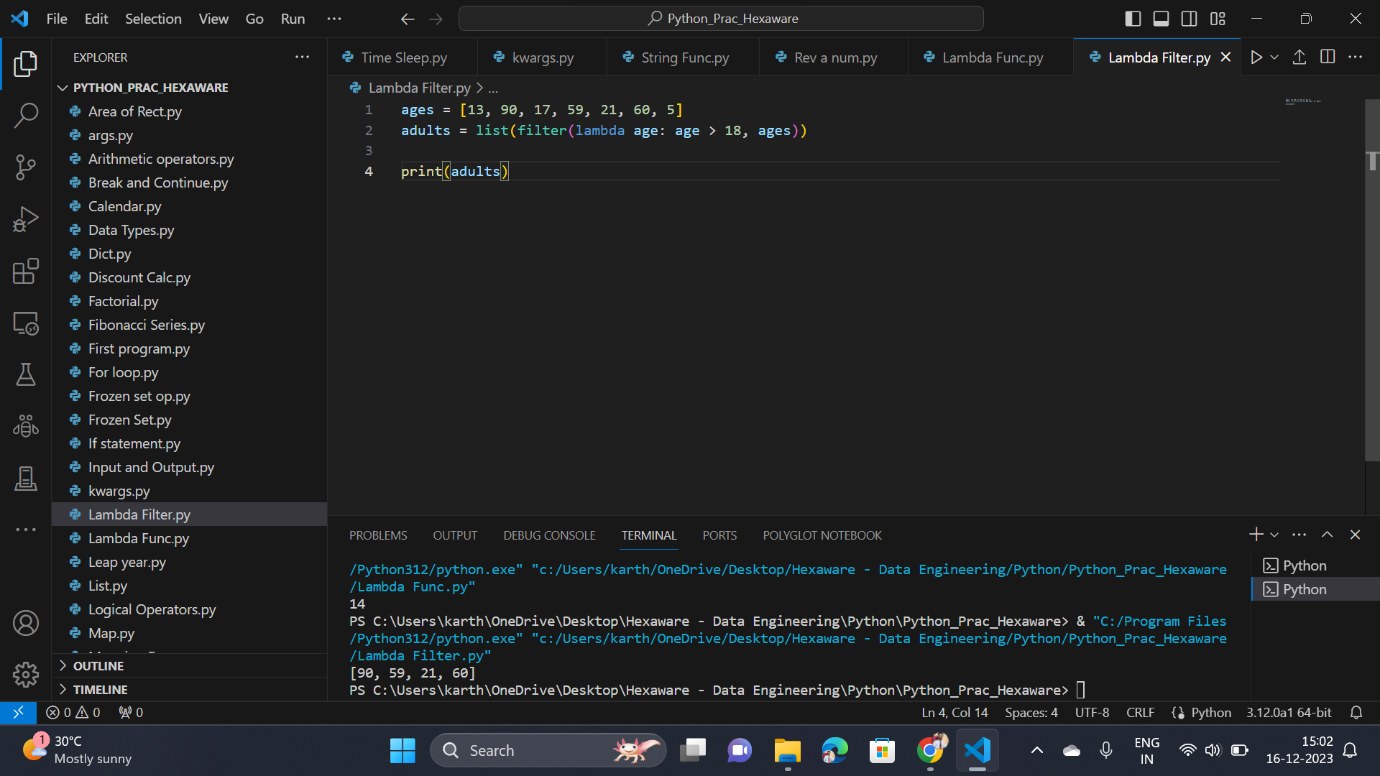 File Edit Selection View Go Run ··· Python_Prac_Hexaware
EXPLORER ···
PYTHON_PRAC_HEXAWARE
Area of Rect.py
args.py
Arithmetic operators.py
Break and Continue.py
Calendar.py
Data Types.py
Dict.py
Discount Calc.py
Factorial.py
Fibonacci Series.py
First program.py
For loop.py
Frozen set op.py
Frozen Set.py
If statement.py
Input and Output.py
kwargs.py
Lambda Filter.py
Lambda Func.py
Leap year.py
List.py
Logical Operators.py
Map.py
OUTLINE
TIMELINE
Time Sleep.py kwargs.py String Func.py Rev a num.py Lambda Func.py Lambda Filter.py
Lambda Filter.py > ...
1 ages = [13, 90, 17, 59, 21, 60, 5]
2 adults = list(filter(lambda age: age > 18, ages))
3
4 print(adults)
PROBLEMS OUTPUT DEBUG CONSOLE TERMINAL PORTS POLYGLOT NOTEBOOK
/Python312/python.exe" "c:/Users/karth/OneDrive/Desktop/Hexaware - Data Engineering/Python/Python_Prac_Hexaware
/Lambda Func.py"
14
PS C:\Users\karth\OneDrive\Desktop\Hexaware - Data Engineering\Python\Python_Prac_Hexaware> & "C:/Program Files
/Python312/python.exe" "c:/Users/karth/OneDrive/Desktop/Hexaware - Data Engineering/Python/Python_Prac_Hexaware
/Lambda Filter.py"
[90, 59, 21, 60]
PS C:\Users\karth\OneDrive\Desktop\Hexaware - Data Engineering\Python\Python_Prac_Hexaware>
Python
Python
0 0 0 Ln 4, Col 14 Spaces: 4 UTF-8 CRLF Python 3.12.0a1 64-bit
1
30°C
Mostly sunny
Search
ENG
IN
15:02
16-12-2023